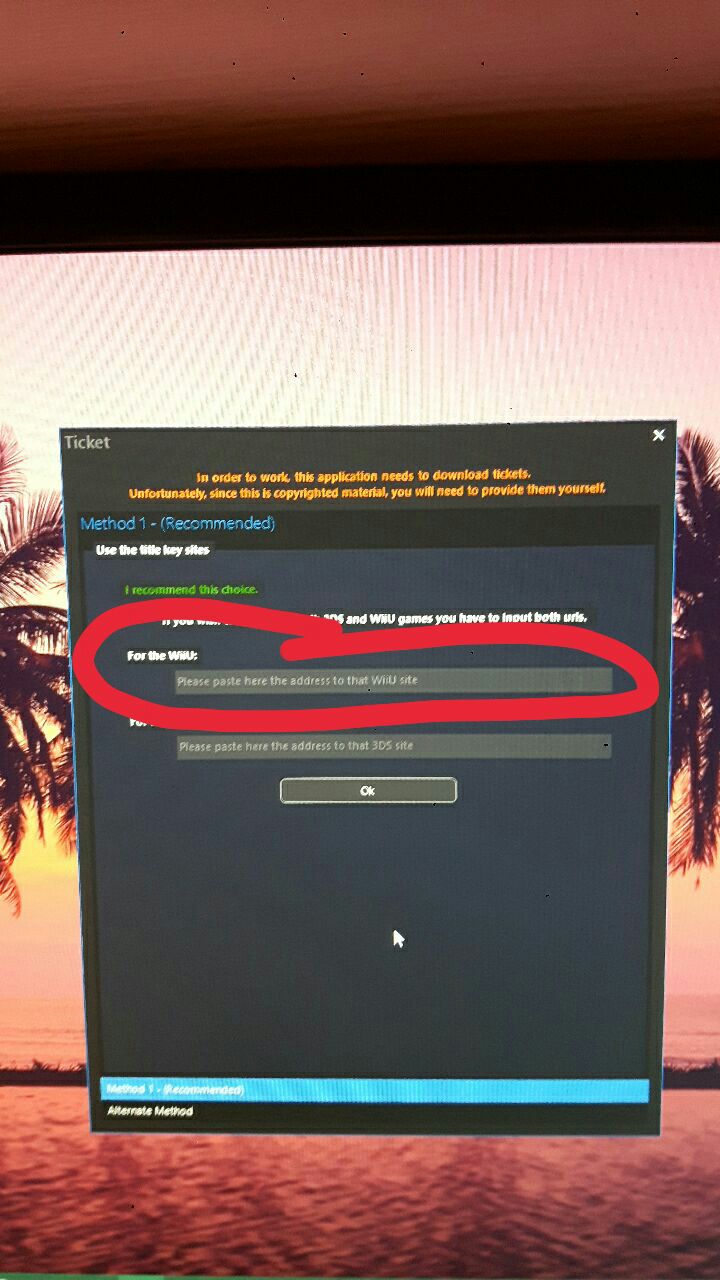 Ticket
In order to work, this application needs to download tickets.
Unfortunately, since this is copyrighted material, you will need to provide them yourself.
Method 1 - (Recommended)
Use the title key sites
I recommend this choice.
If you 3DS and WiiU games you have to input both urls.
For the WiiU:
Please paste here the address to that WiiU site
For
Please paste here the address to that 3DS site
Ok
Method 1 - (Recommended)
Alternate Method